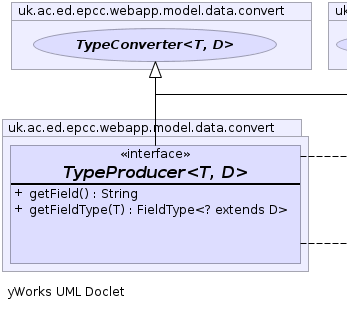 uk.ac.ed.epcc.webapp.model.data.convert
uk
TypeConverter<T, D>
uk.ac.ed.epcc.webapp.model.data.convert
«interface»
TypeProducer<T, D>
+ getField() : String
+ getFieldType(T) : FieldType<? extends D>
yWorks UML Doclet